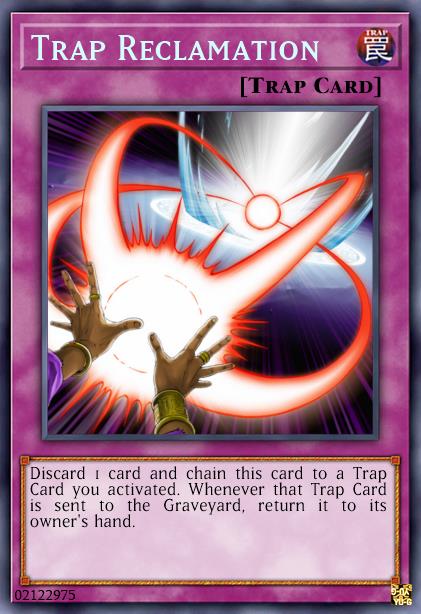 Trap Reclamation
TRAP
罠
[Trap Card]
Discard 1 card and chain this card to a Trap
Card you activated. Whenever that Trap Card
is sent to the Graveyard, return it to its
owner's hand.
02122975